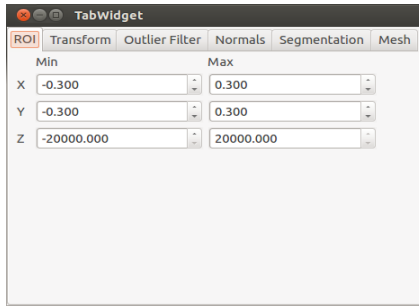 TabWidget
ROI Transform Outlier Filter Normals Segmentation Mesh
Min Max
X -0.300 0.300
Y -0.300 0.300
Z -20000.000 20000.000